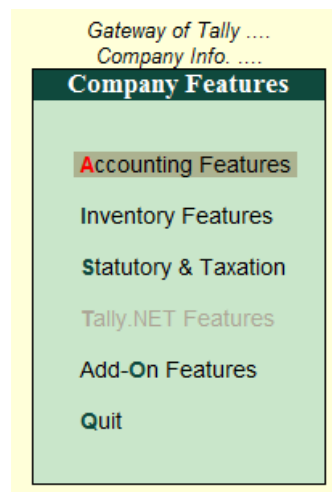 Gateway of Tally ....
Company Info. ....
Company Features
Accounting Features
Inventory Features
Statutory & Taxation
Tally.NET Features
Add-On Features
Quit